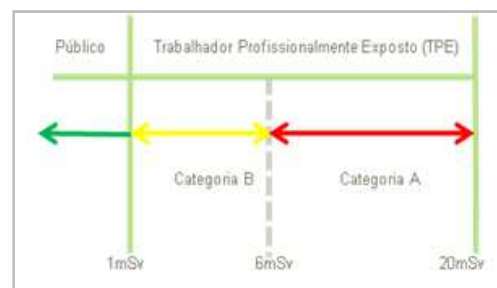 Público Trabalhador Profissionalmente Exposto (TPE)
Categoria B Categoria A
1mSv 6mSv 20mSv